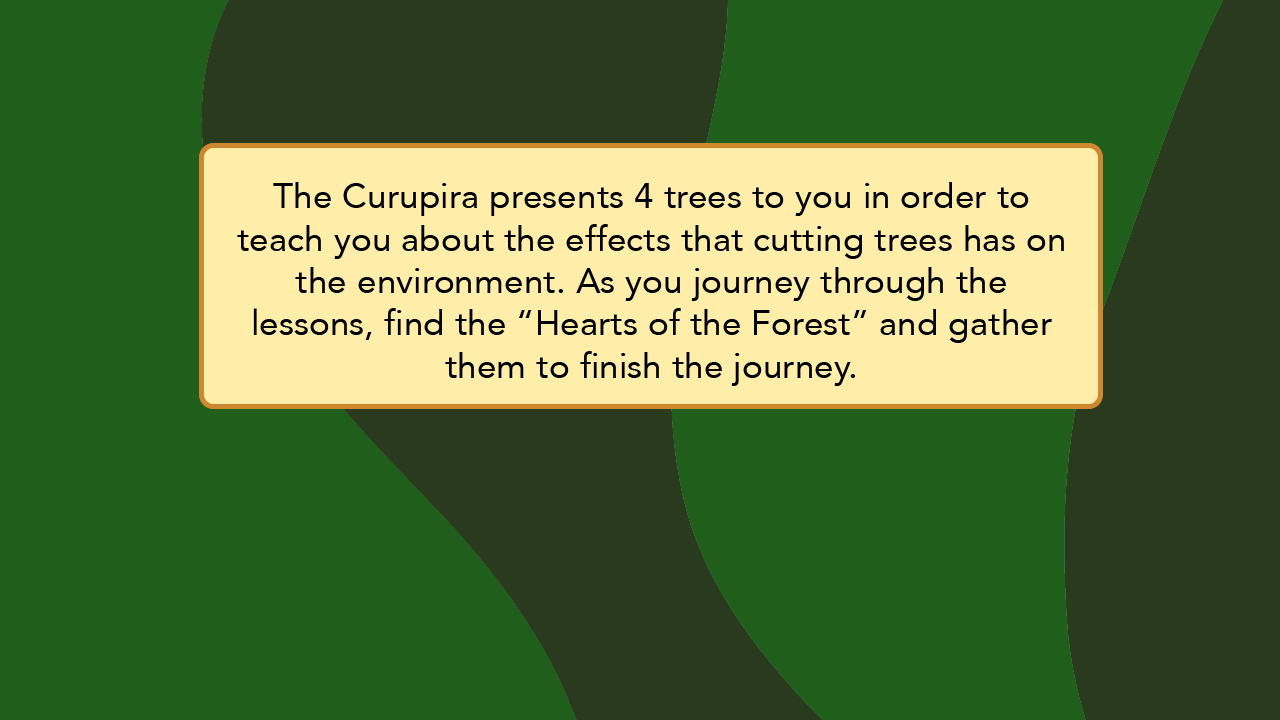 The Curupira presents 4 trees to you in order to
teach you about the effects that cutting trees has on
the environment. As you journey through the
lessons, find the “Hearts of the Forest” and gather
them to finish the journey.